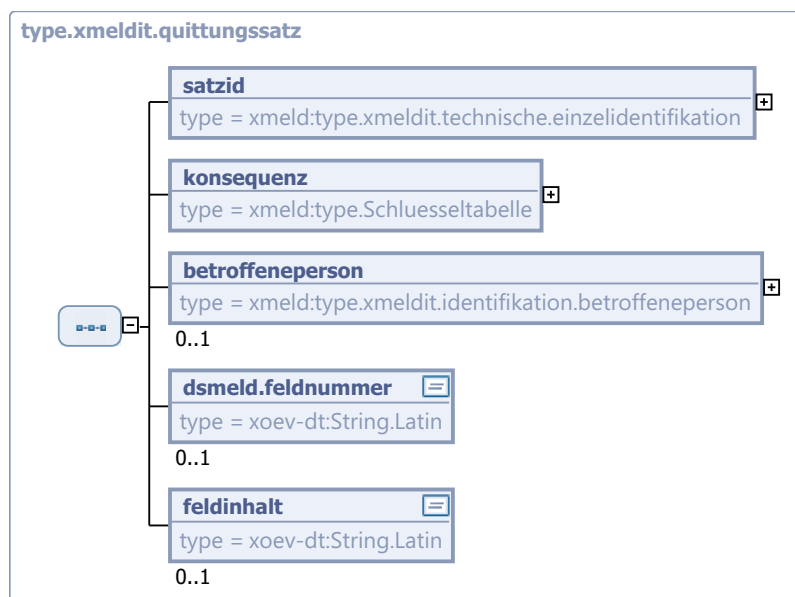 type.xmeldit.quittungssatz
satzid
type = xmeld:type.xmeldit.technische.einzelidentifikation
konsequenz
type = xmeld:type.Schluesseltabelle
betroffeneperson
type = xmeld:type.xmeldit.identifikation.betroffeneperson
0..1
dsmeld.feldnummer
type = xoev-dt:String.Latin
0..1
feldinhalt
type = xoev-dt:String.Latin
0..1